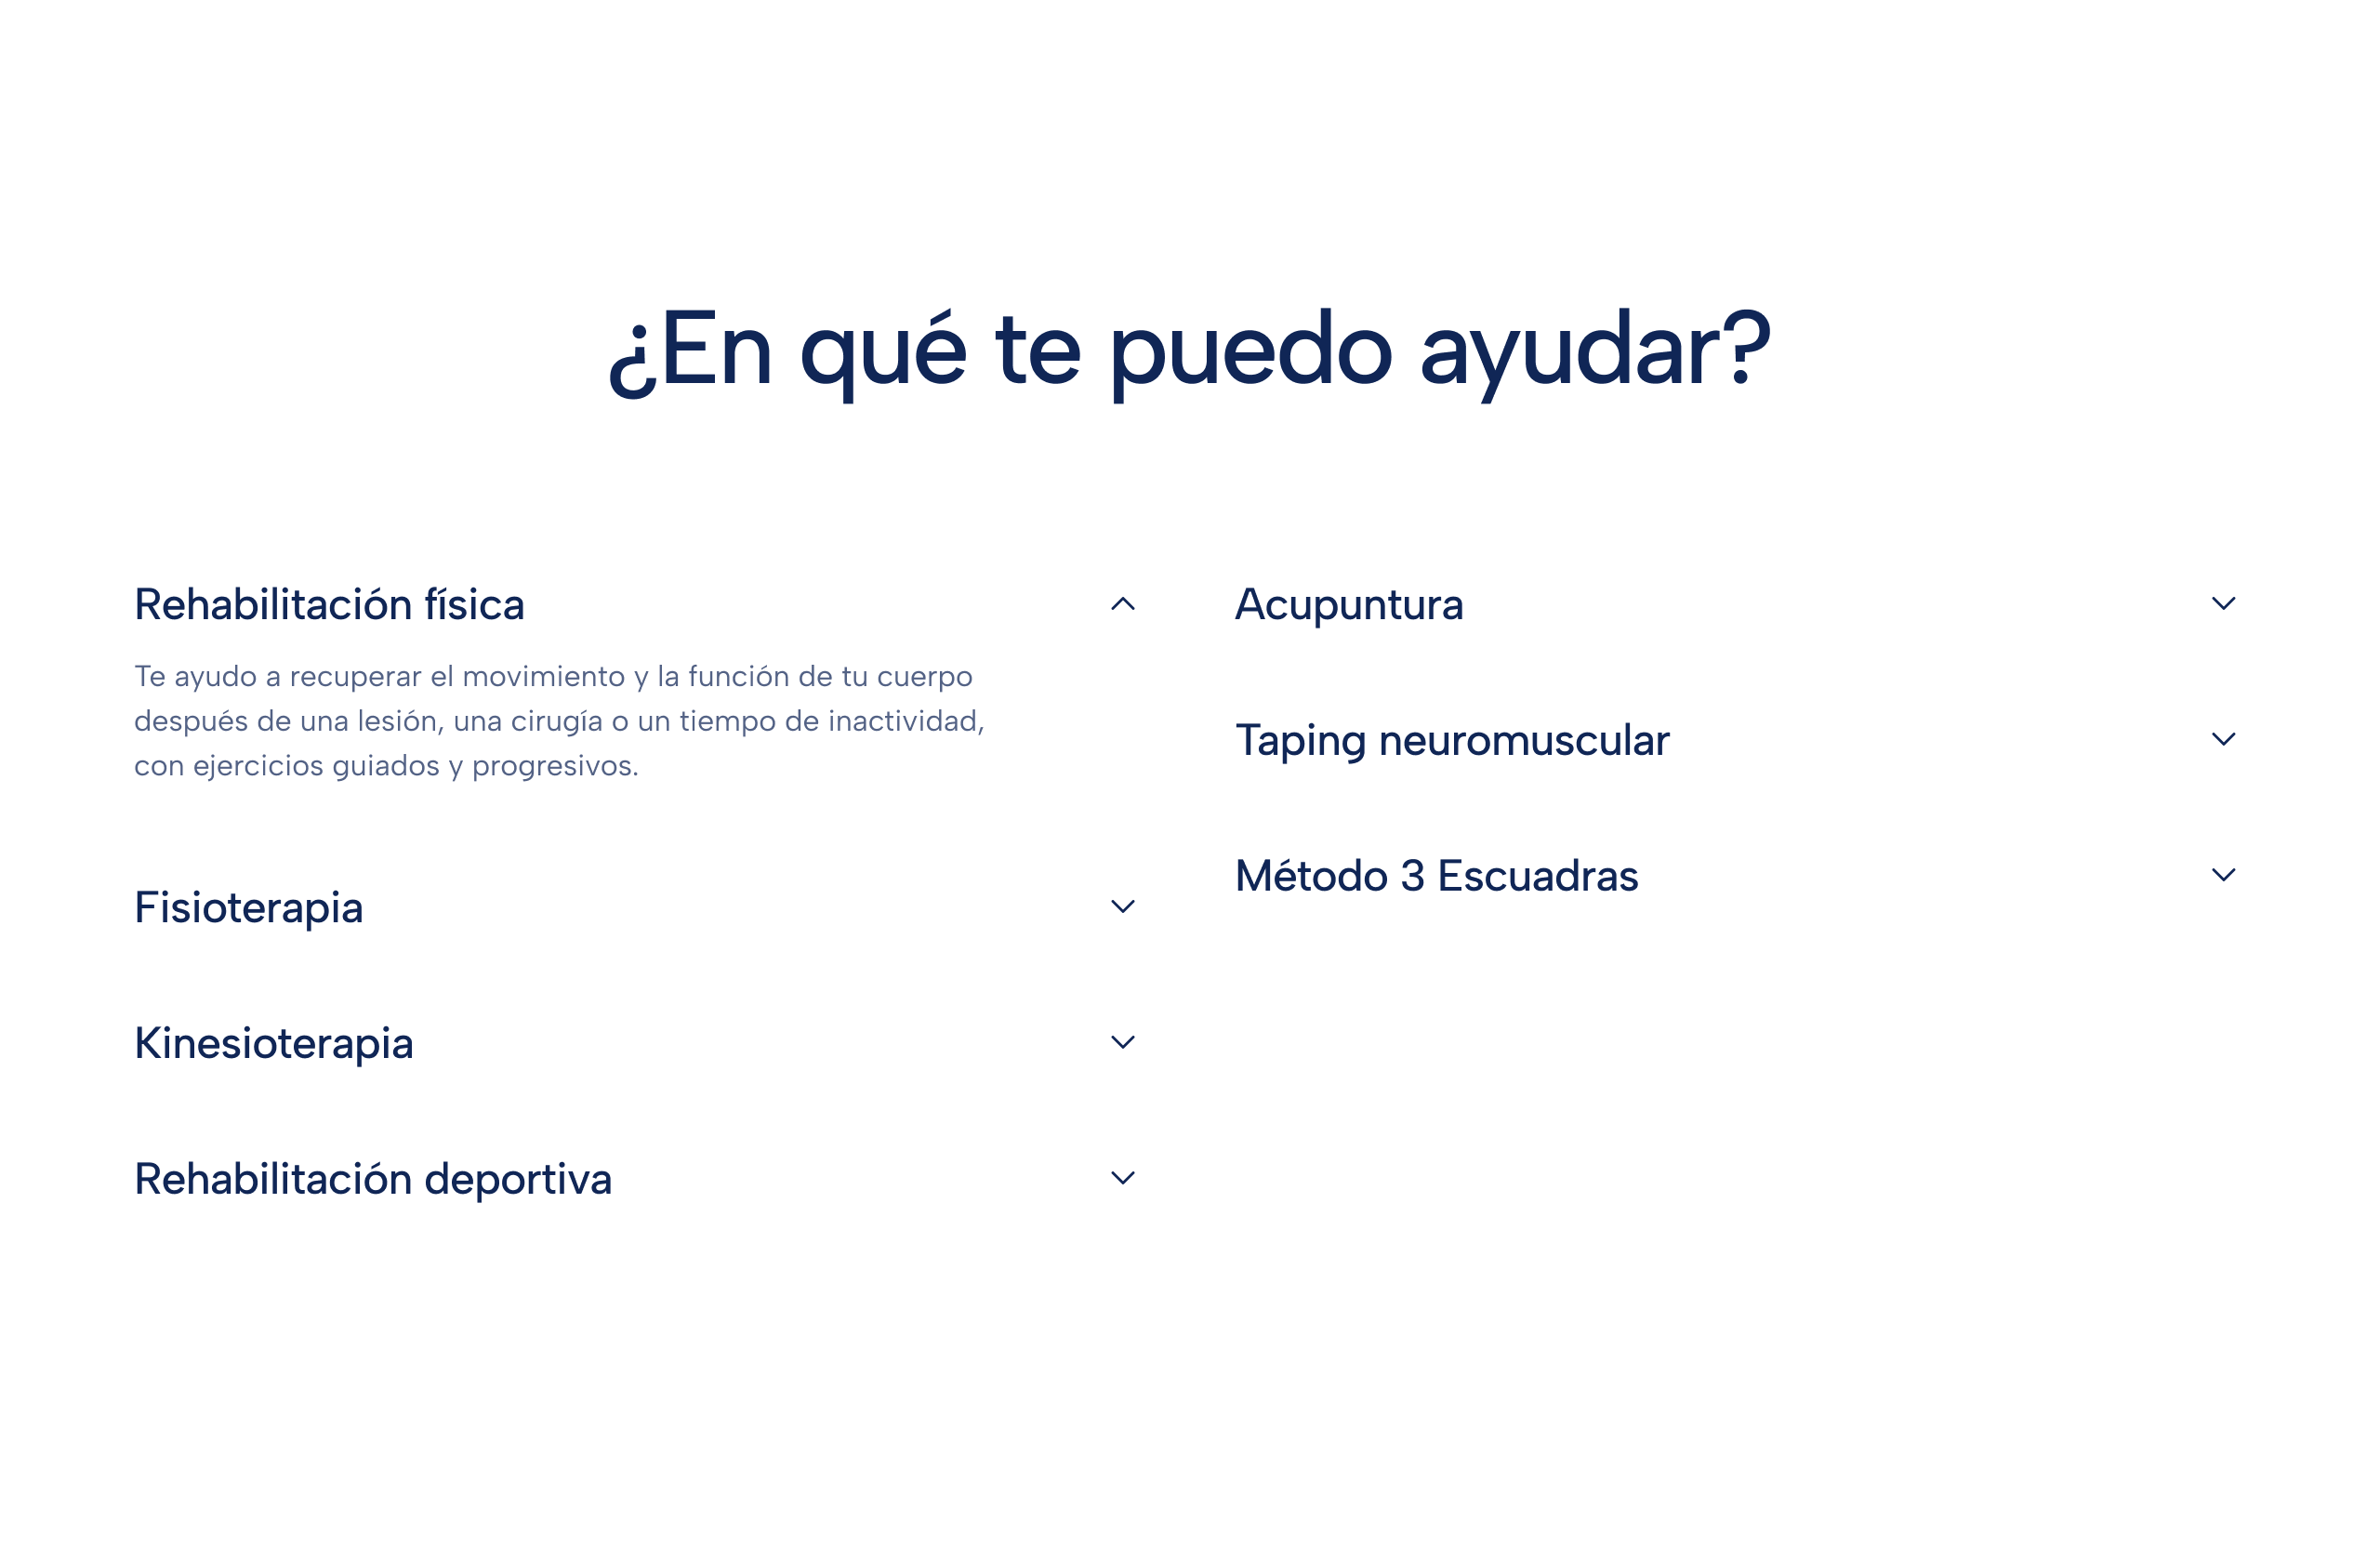 ¿En qué te puedo ayudar?
Rehabilitación física
Te ayudo a recuperar el movimiento y la función de tu cuerpo
después de una lesión, una cirugía o un tiempo de inactividad,
con ejercicios guiados y progresivos.
Fisioterapia
Kinesioterapia
Rehabilitación deportiva
Acupuntura
Taping neuromuscular
Método 3 Escuadras